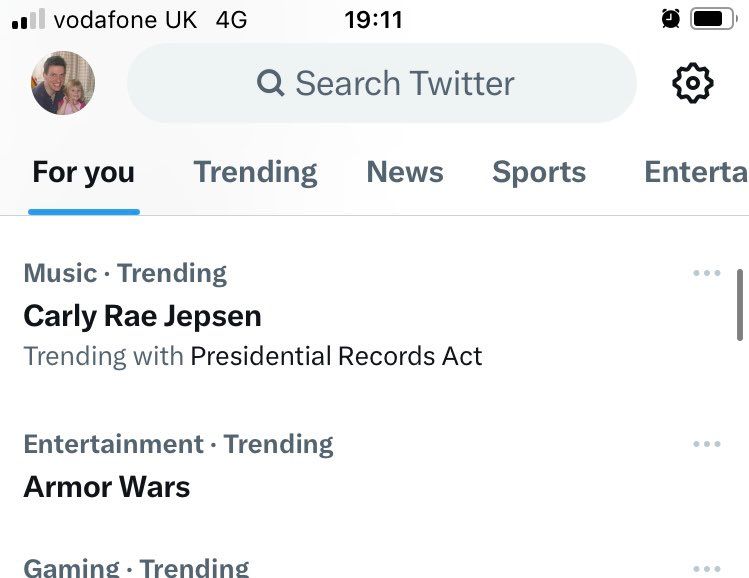 vodafone UK 4G 19:11
Search Twitter
For you Trending News Sports Enterta
Music · Trending
Carly Rae Jepsen
Trending with Presidential Records Act
Entertainment · Trending
Armor Wars
Gaming · Trending